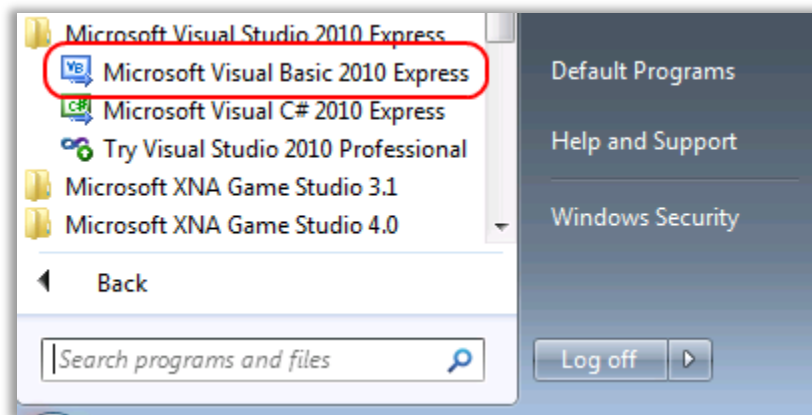 Microsoft Visual Studio 2010 Express
VB Microsoft Visual Basic 2010 Express
C# Microsoft Visual C# 2010 Express
Try Visual Studio 2010 Professional
Microsoft XNA Game Studio 3.1
Microsoft XNA Game Studio 4.0
Back
Search programs and files
Default Programs
Help and Support
Windows Security
Log off